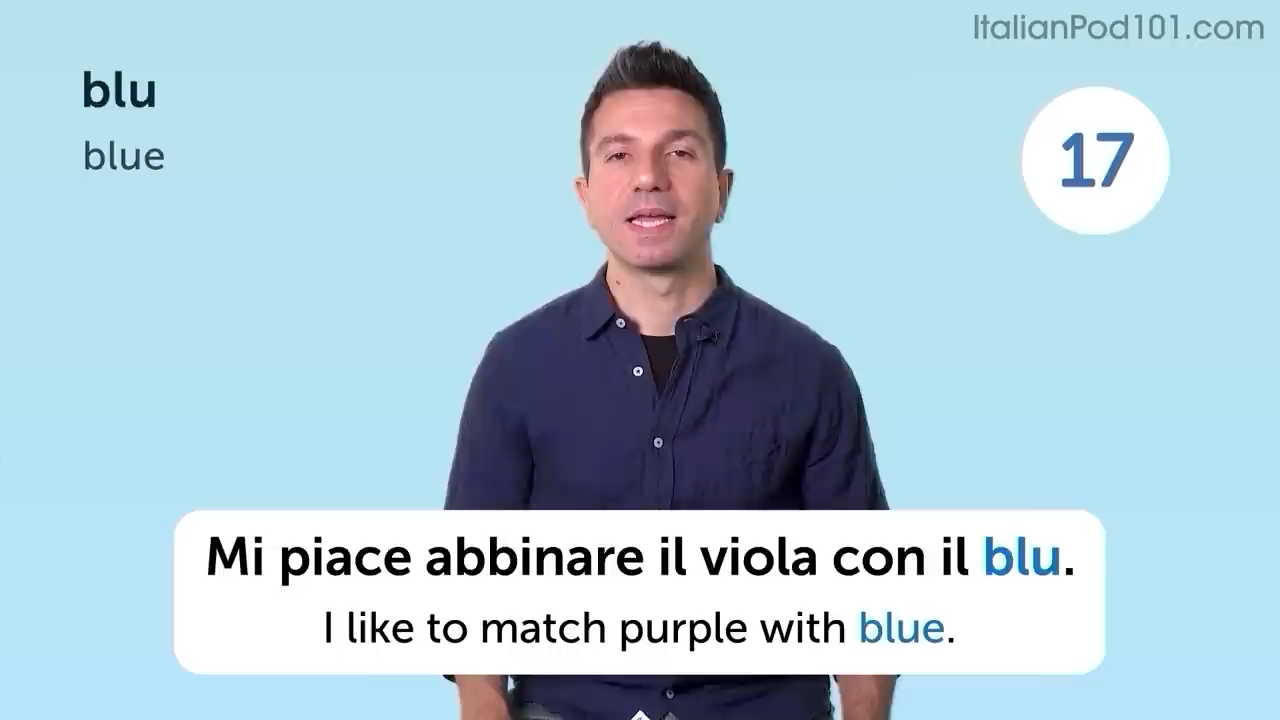 ItalianPod101.com
blu
blue
17
Mi piace abbinare il viola con il blu.
I like to match purple with blue.